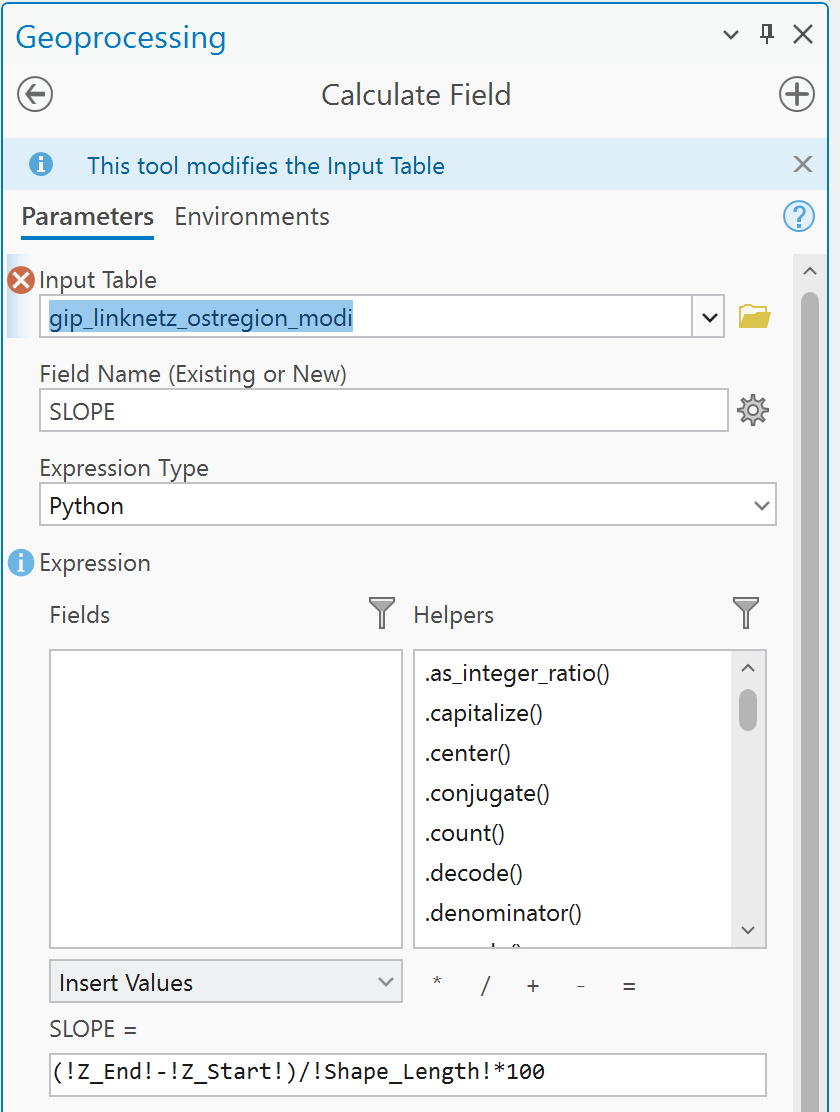 Geoprocessing
Calculate Field
This tool modifies the Input Table
Parameters Environments
Input Table
gip_linknetz_ostregion_modi
Field Name (Existing or New)
SLOPE
Expression Type
Python
Expression
Fields Helpers
.as_integer_ratio()
.capitalize()
.center()
.conjugate()
.count()
.decode()
.denominator()
Insert Values * / + - =
SLOPE =
(!Z_End!-!Z_Start!)/!Shape_Length!*100